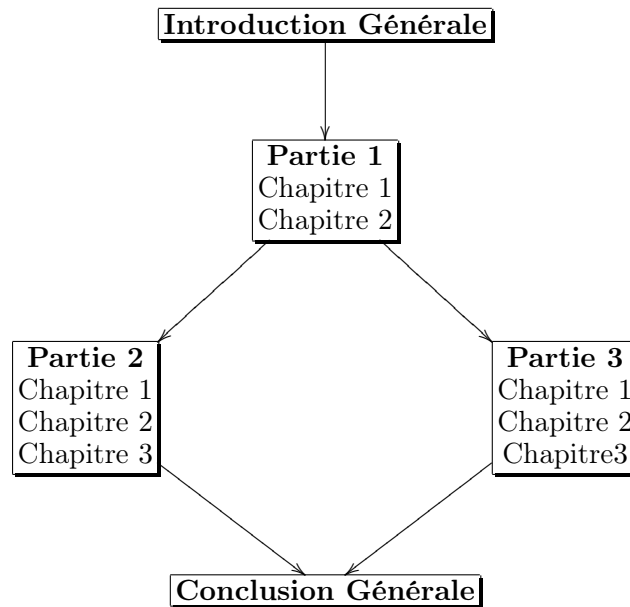 Introduction Générale
Partie 1
Chapitre 1
Chapitre 2
Partie 2
Chapitre 1
Chapitre 2
Chapitre 3
Partie 3
Chapitre 1
Chapitre 2
Chapitre3
Conclusion Générale